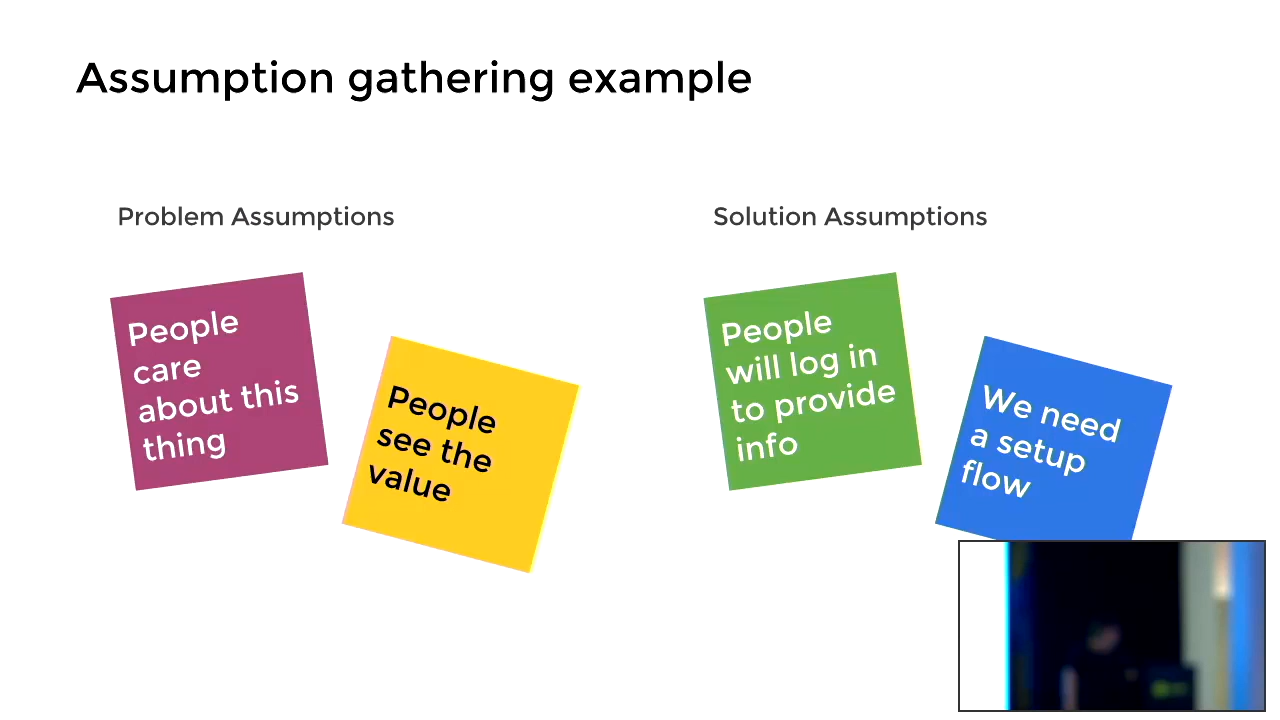 Assumption gathering example
Problem Assumptions
Solution Assumptions
People
care
about this
thing
People
see the
value
People
will log in
to provide
info
We need
a setup
flow